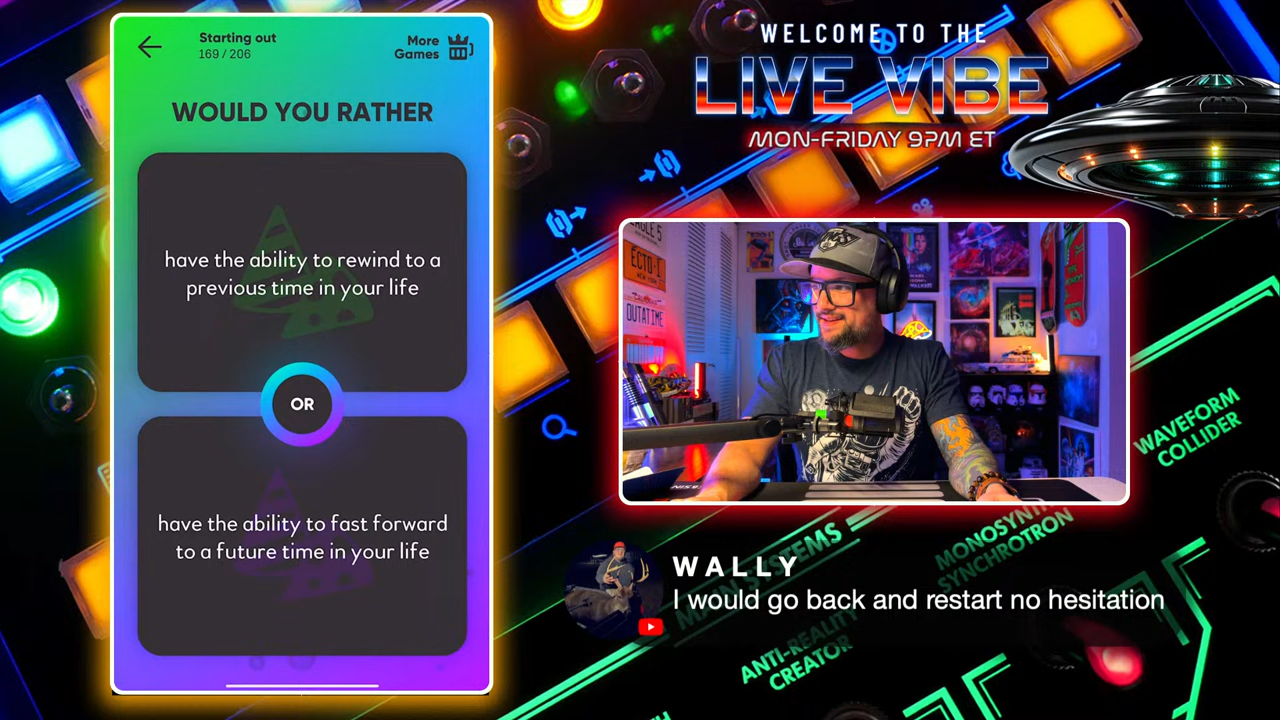 Starting out
169 / 206
More
Games
WOULD YOU RATHER
have the ability to rewind to a
previous time in your life
OR
have the ability to fast forward
to a future time in your life
WELCOME TO THE
LIVE VIBE
MON-FRIDAY 9PM ET
ECTO-1
OUTATIME
WALLY
I would go back and restart no hesitation
WAVEFORM
COLLIDER
MONOSYNTH
SYNCHROTRON
ANTI-REALITY
CREATOR